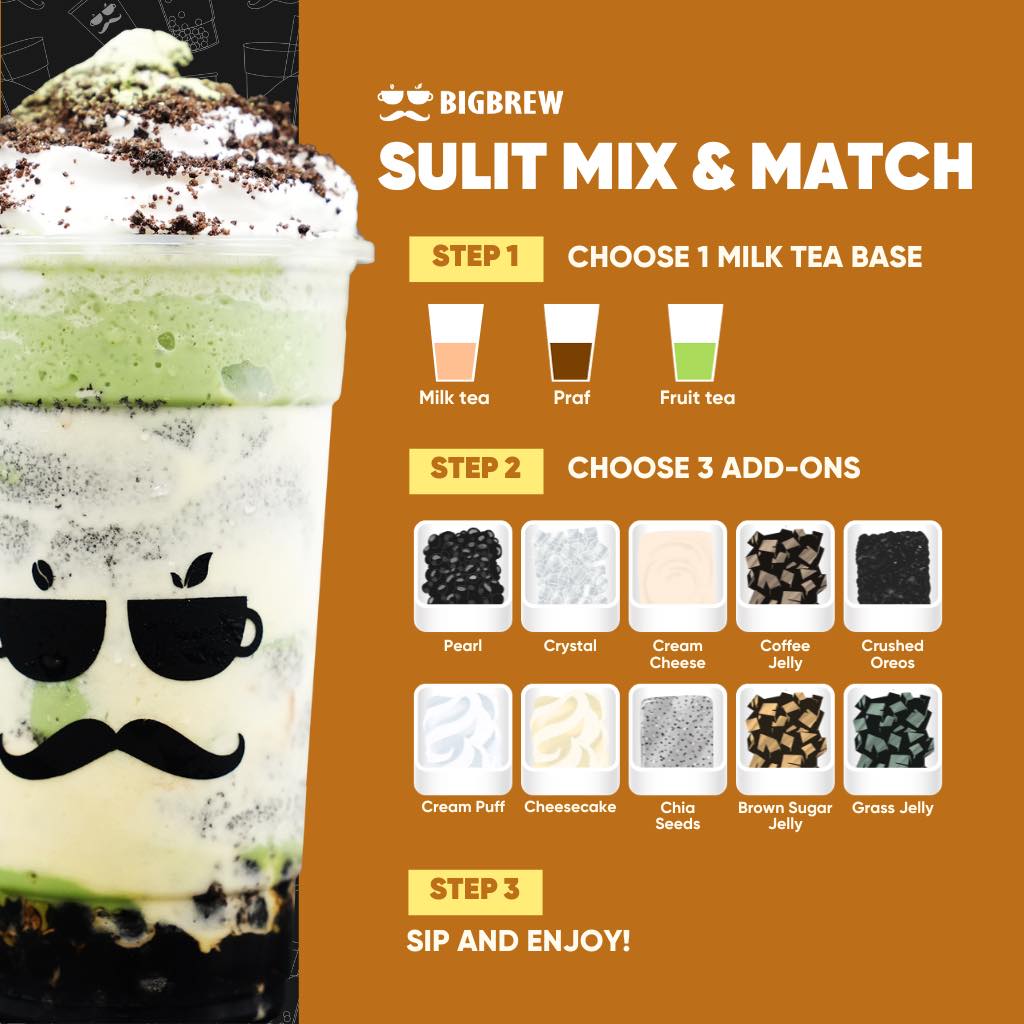 BIGBREW
SULIT MIX & MATCH
STEP 1
CHOOSE 1 MILK TEA BASE
Milk tea
Praf
Fruit tea
STEP 2
CHOOSE 3 ADD-ONS
Pearl
Crystal
Cream
Cheese
Coffee
Jelly
Crushed
Oreos
Cream Puff
Cheesecake
Chia
Seeds
Brown Sugar
Jelly
Grass Jelly
STEP 3
SIP AND ENJOY!